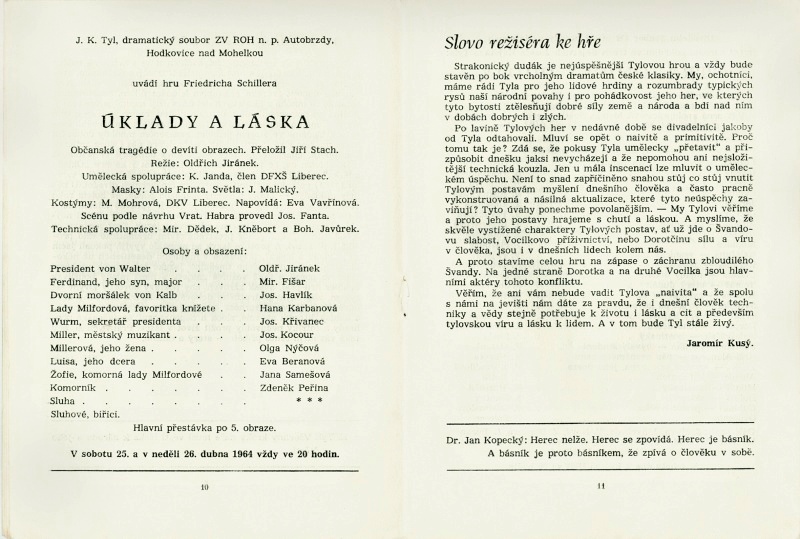 J. K. Tyl, dramatický soubor ZV ROH n. p. Autobrzdy,
Hodkovice nad Mohelkou
uvádí hru Friedricha Schillera
ÚKLADY A LÁSKA
Občanská tragédie o devíti obrazech. Přeložil Jiří Stach.
Režie: Oldřich Jiránek.
Umělecká spolupráce: K. Janda, člen DFXŠ Liberec.
Masky: Alois Frinta. Světla: J. Malický.
Kostýmy: M. Mohrová, DKV Liberec. Napovídá: Eva Vavřinová.
Scénu podle návrhu Vrat. Habra provedl Jos. Fanta.
Technická spolupráce: Mir. Dědek, J. Kněbort a Boh. Javůrek.
Osoby a obsazení:
President von Walter . . . . Oldř. Jiránek
Ferdinand, jeho syn, major . . . Mir. Fišar
Dvorní moršálek von Kalb . . . Jos. Havlík
Lady Milfordová, favoritka knížete . . Hana Karbanová
Wurm, sekretář presidenta . . . Jos. Křivanec
Miller, městský muzikant . . . . Jos. Kocour
Millerová, jeho žena . . . . . Olga Nýčová
Luisa, jeho dcera . . . . . Eva Beranová
Žofie, komorná lady Milfordové . . Jana Samešová
Komorník . . . . . . . Zdeněk Peřina
Sluha . . . . . . . . * * *
Sluhové, biřici.
Hlavní přestávka po 5. obraze.
V sobotu 25. a v neděli 26. dubna 1964 vždy ve 20 hodin.
10
Slovo režiséra ke hře
Strakonický dudák je nejúspěšnější Tylovou hrou a vždy bude
stavěn po bok vrcholným dramatům české klasiky. My, ochotníci,
máme rádi Tyla pro jeho lidové hrdiny a rozumbrady typických
rysů naší národní povahy i pro pohádkovost jeho her, ve kterých
tyto bytosti ztělesňují dobré síly země a národa a bdí nad ním
v dobách dobrých i zlých.
Po lavině Tylových her v nedávné době se divadelníci jakoby
od Tyla odtahovali. Mluví se opět o naivitě a primitivitě. Proč
tomu tak je? Zdá se, že pokusy Tyla umělecky „přetavit" a při-
způsobit dnešku jaksi nevycházejí a že nepomohou ani nejsloži-
tější technická kouzla. Jen u mála inscenací lze mluvit o uměle-
kém úspěchu. Není to snad zapříčiněno snahou stůj co stůj vnutit
Tylovým postavám myšlení dnešního člověka a často pracně
vykonstruovaná a násilná aktualizace, které tyto neúspěchy za-
viňují? Tyto úvahy ponechme povolanějším. — My Tylovi věříme
a proto jeho postavy hrajeme s chutí a láskou. A myslíme, že
skvěle vystižené charaktery Tylových postav, ať už jde o Švando-
vu slabost, Vocilkovo příživnictví, nebo Dorotčinu sílu a víru
v člověka, jsou i v dnešních lidech kolem nás.
A proto stavíme celou hru na zápase o záchranu zbloudilého
Švandy. Na jedné straně Dorotka a na druhé Vocilka jsou hlav-
ními aktéry tohoto konfliktu.
Věřím, že ani vám nebude vadit Tylova „naivita" a že spolu
s námi na jevišti nám dáte za pravdu, že i dnešní člověk tech-
niky a vědy stejně potřebuje k životu i lásku a cit a především
tylovskou víru a lásku k lidem. A v tom bude Tyl stále živý.
Jaromír Kusý.
Dr. Jan Kopecký: Herec nelže. Herec se zpovídá. Herec je básník.
A básník je proto básníkem, že zpívá o člověku v sobě.
11